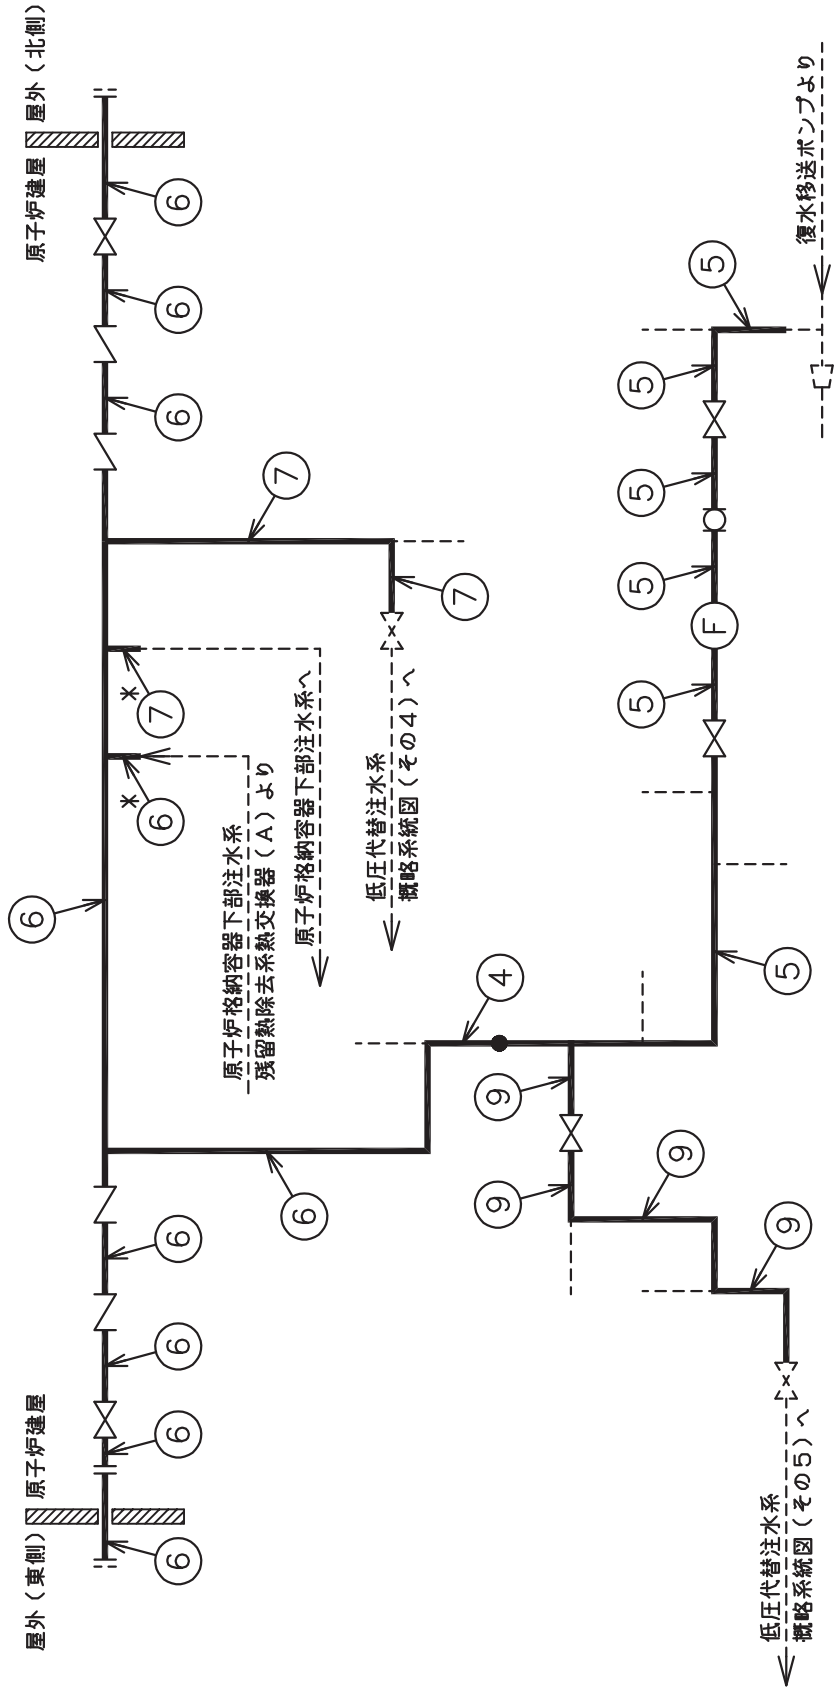 屋外（東側） 原子炉建屋
原子炉建屋 屋外（北側）
6
6
6
6
6
*
6
*
7
6
6
6
原子炉格納容器下部注水系
残留熱除去系熱交換器（A）より
7
6
原子炉格納容器下部注水系へ
低圧代替注水系
概略系統図（その４）へ
7
9
9
4
5
5
5
5
9
F
5
9
5
低圧代替注水系
概略系統図（その５）へ
復水移送ポンプより